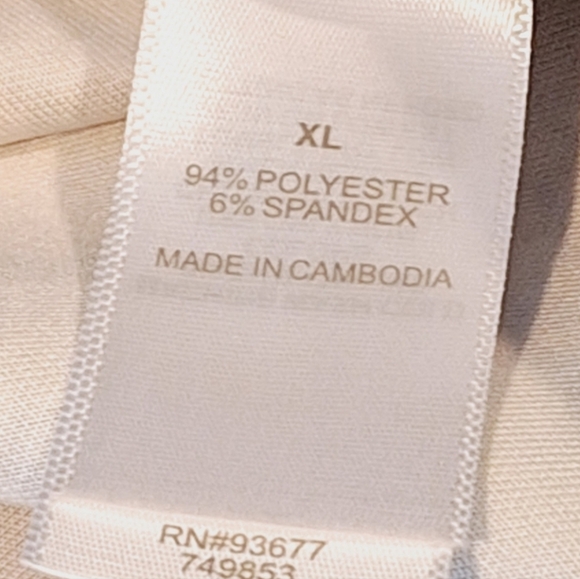 XL
94% POLYESTER
6% SPANDEX
MADE IN CAMBODIA
RN#93677
749853